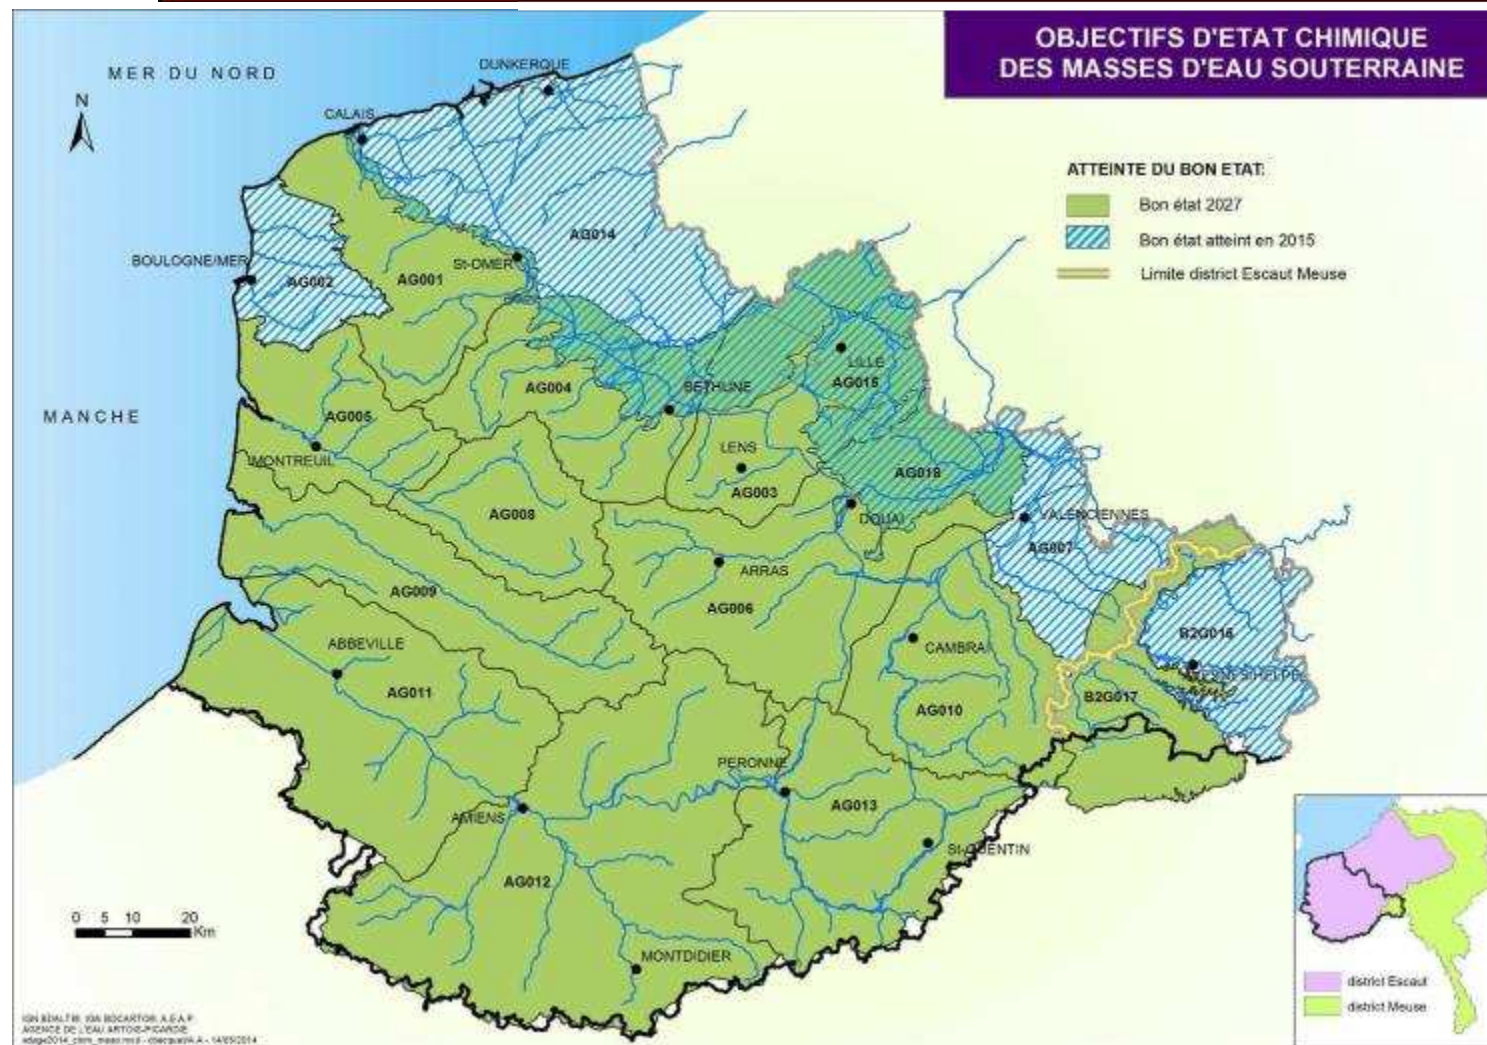 OBJECTIFS D'ETAT CHIMIQUE
DES MASSES D'EAU SOUTERRAINE
MER DU NORD
DUNKERQUE
N
CALAIS
ATTEINTE DU BON ETAT:
Bon état 2027
Bon état atteint en 2015
Limite district Escaut Meuse
AG014
BOULOGNE/MER
St-OMER
AG002
AG001
LILLE
AG004
BETHUNE
AG015
MANCHE
AG005
MONTREUIL
LENS
AG018
AG003
AG008
DOUAI
VALENCIENNES
AG007
ARRAS
AG009
AG006
ABBEVILLE
CAMBRAI
B2G016
AG011
B2G017
AG010
PERONNE
AMIENS
AG013
St-QUENTIN
AG012
0 5 10 20
Km
MONTDIDIER
district Escaut
district Meuse
AGENCE DE L'EAU ARTOIS-PICARDIE